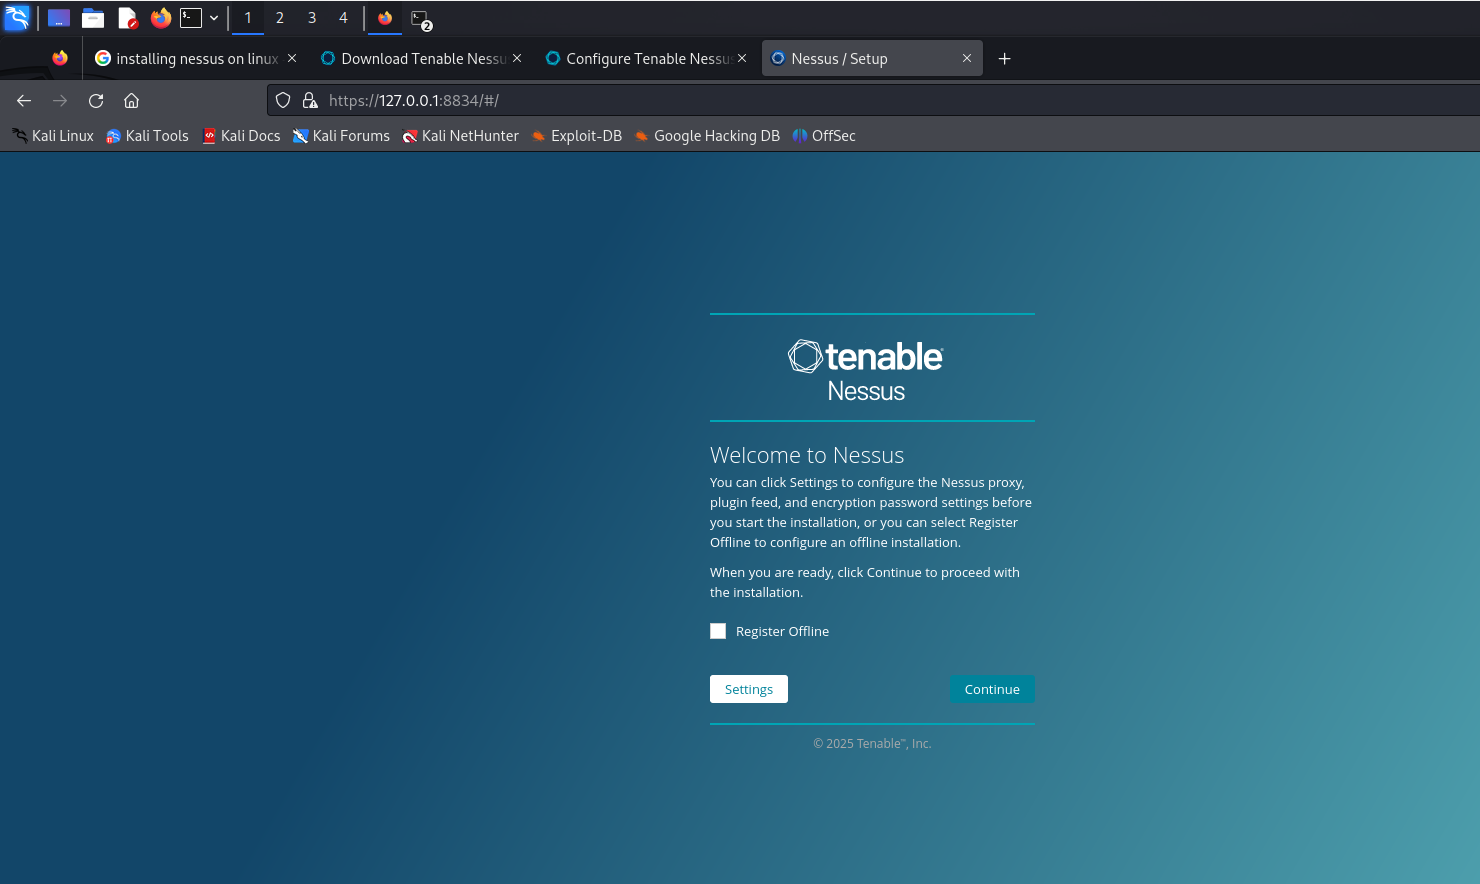 1 2 3 4 2
installing nessus on linux
Download Tenable Nessu
Configure Tenable Nessus
Nessus / Setup
https://127.0.0.1:8834/#/
Kali Linux Kali Tools Kali Docs Kali Forums Kali NetHunter Exploit-DB Google Hacking DB OffSec
tenable
Nessus
Welcome to Nessus
You can click Settings to configure the Nessus proxy,
plugin feed, and encryption password settings before
you start the installation, or you can select Register
Offline to configure an offline installation.
When you are ready, click Continue to proceed with
the installation.
Register Offline
Settings Continue
© 2025 Tenable™, Inc.